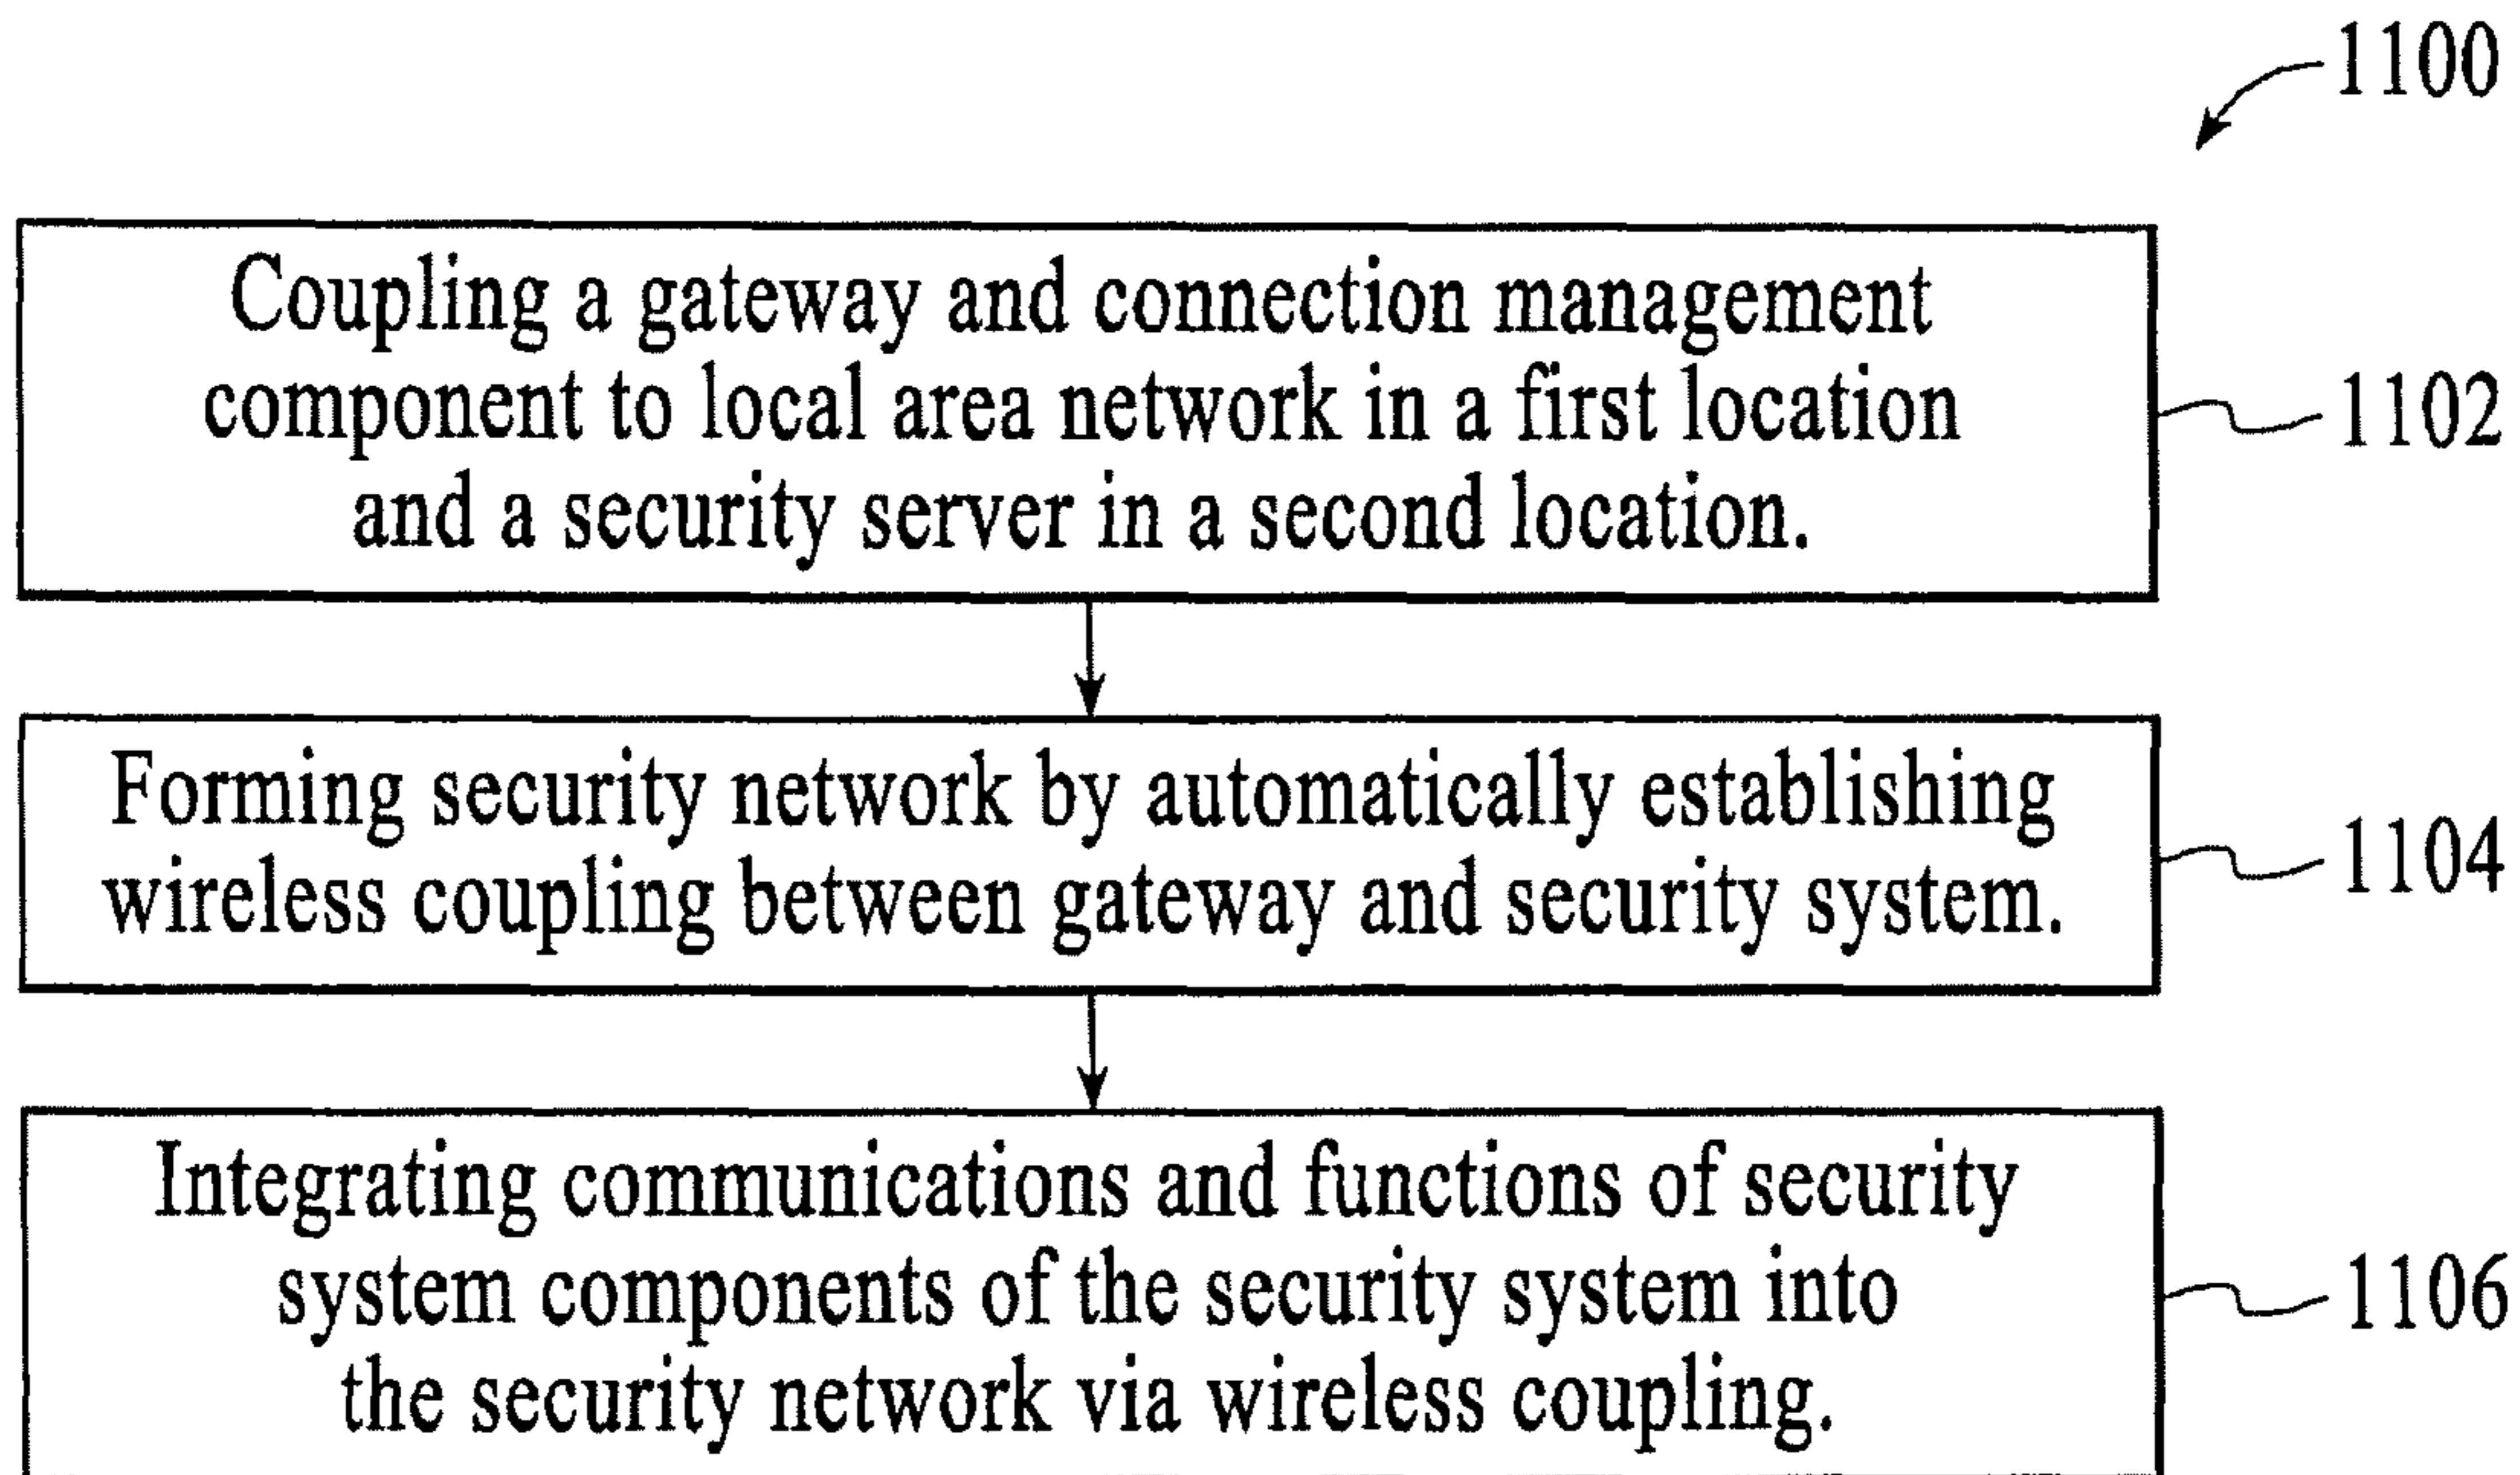 1100
Coupling a gateway and connection management
component to local area network in a first location
and a security server in a second location.
1102
Forming security network by automatically establishing
wireless coupling between gateway and security system.
1104
Integrating communications and functions of security
system components of the security system into
the security network via wireless coupling.
1106